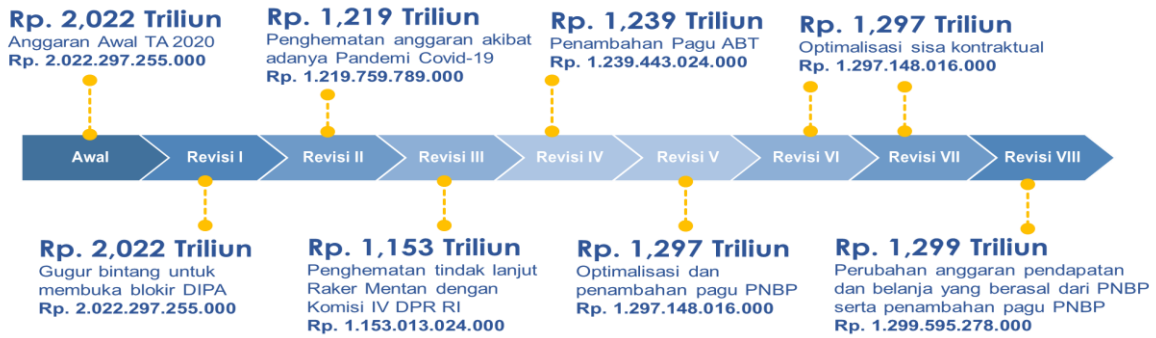 Rp. 2,022 Triliun
Anggaran Awal TA 2020
Rp. 2.022.297.255.000
Rp. 1,219 Triliun
Penghematan anggaran akibat
adanya Pandemi Covid-19
Rp. 1.219.759.789.000
Rp. 1,239 Triliun
Penambahan Pagu ABT
Rp. 1.239.443.024.000
Rp. 1,297 Triliun
Optimalisasi sisa kontraktual
Rp. 1.297.148.016.000
Awal
Revisi I
Revisi II
Revisi III
Revisi IV
Revisi V
Revisi VI
Revisi VII
Revisi VIII
Rp. 2,022 Triliun
Gugur bintang untuk
membuka blokir DIPA
Rp. 2.022.297.255.000
Rp. 1,153 Triliun
Penghematan tindak lanjut
Raker Mentan dengan
Komisi IV DPR RI
Rp. 1.153.013.024.000
Rp. 1,297 Triliun
Optimalisasi dan
penambahan pagu PNBP
Rp. 1.297.148.016.000
Rp. 1,299 Triliun
Perubahan anggaran pendapatan
dan belanja yang berasal dari PNBP
serta penambahan pagu PNBP
Rp. 1.299.595.278.000